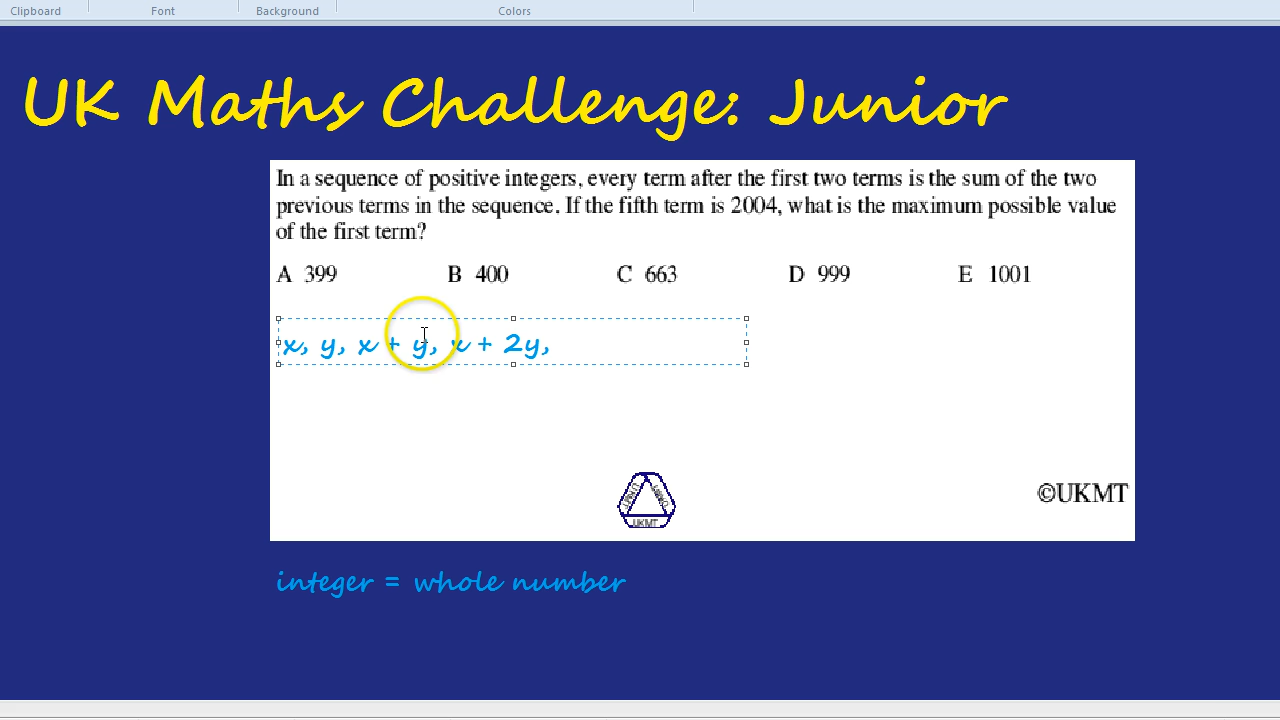 Clipboard Font Background Colors
UK Maths Challenge: Junior
In a sequence of positive integers, every term after the first two terms is the sum of the two
previous terms in the sequence. If the fifth term is 2004, what is the maximum possible value
of the first term?
A 399 B 400 C 663 D 999 E 1001
x, y, x + y, x + 2y,
UKMT
©UKMT
integer = whole number